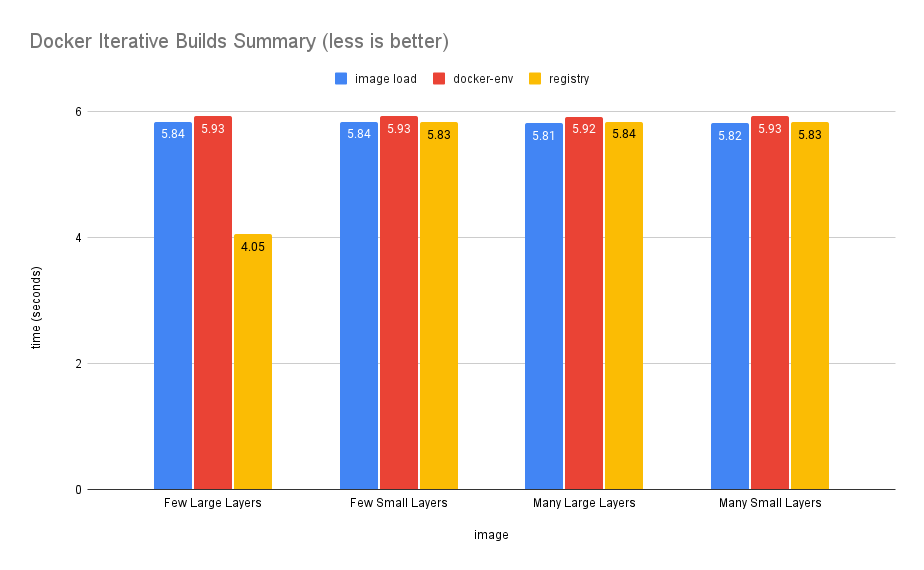 Docker Iterative Builds Summary (less is better)
image load docker-env registry
6
5.84 5.93 5.84 5.93 5.83 5.81 5.92 5.84 5.82 5.93 5.83
4
4.05
time (seconds)
2
0
Few Large Layers Few Small Layers Many Large Layers Many Small Layers
image